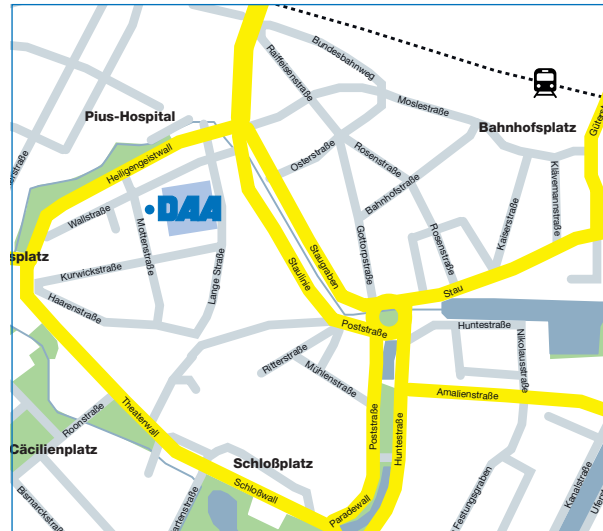 Bundesbahnweg
Raiffeisenstraße
Moslestraße
Pius-Hospital
Bahnhofsplatz
Heiligengeistwall
Osterstraße
Rosenstraße
Bahnhofstraße
Klävemannstraße
Kaiserstraße
Wallstraße
DAA
Mottenstraße
Gottorpstraße
Rosenstraße
splatz
Kurwickstraße
Lange Straße
Staugraben
Staulinie
Stau
Haarenstraße
Poststraße
Huntestraße
Nikolausstraße
Ritterstraße
Mühlenstraße
Amalienstraße
Theaterwall
Roonstraße
Poststraße
Huntestraße
Cäcilienplatz
Schloßplatz
Schloßwall
Paradewall
Bismarckstraße
artenstraße
Festungsgraben
Kanalstraße